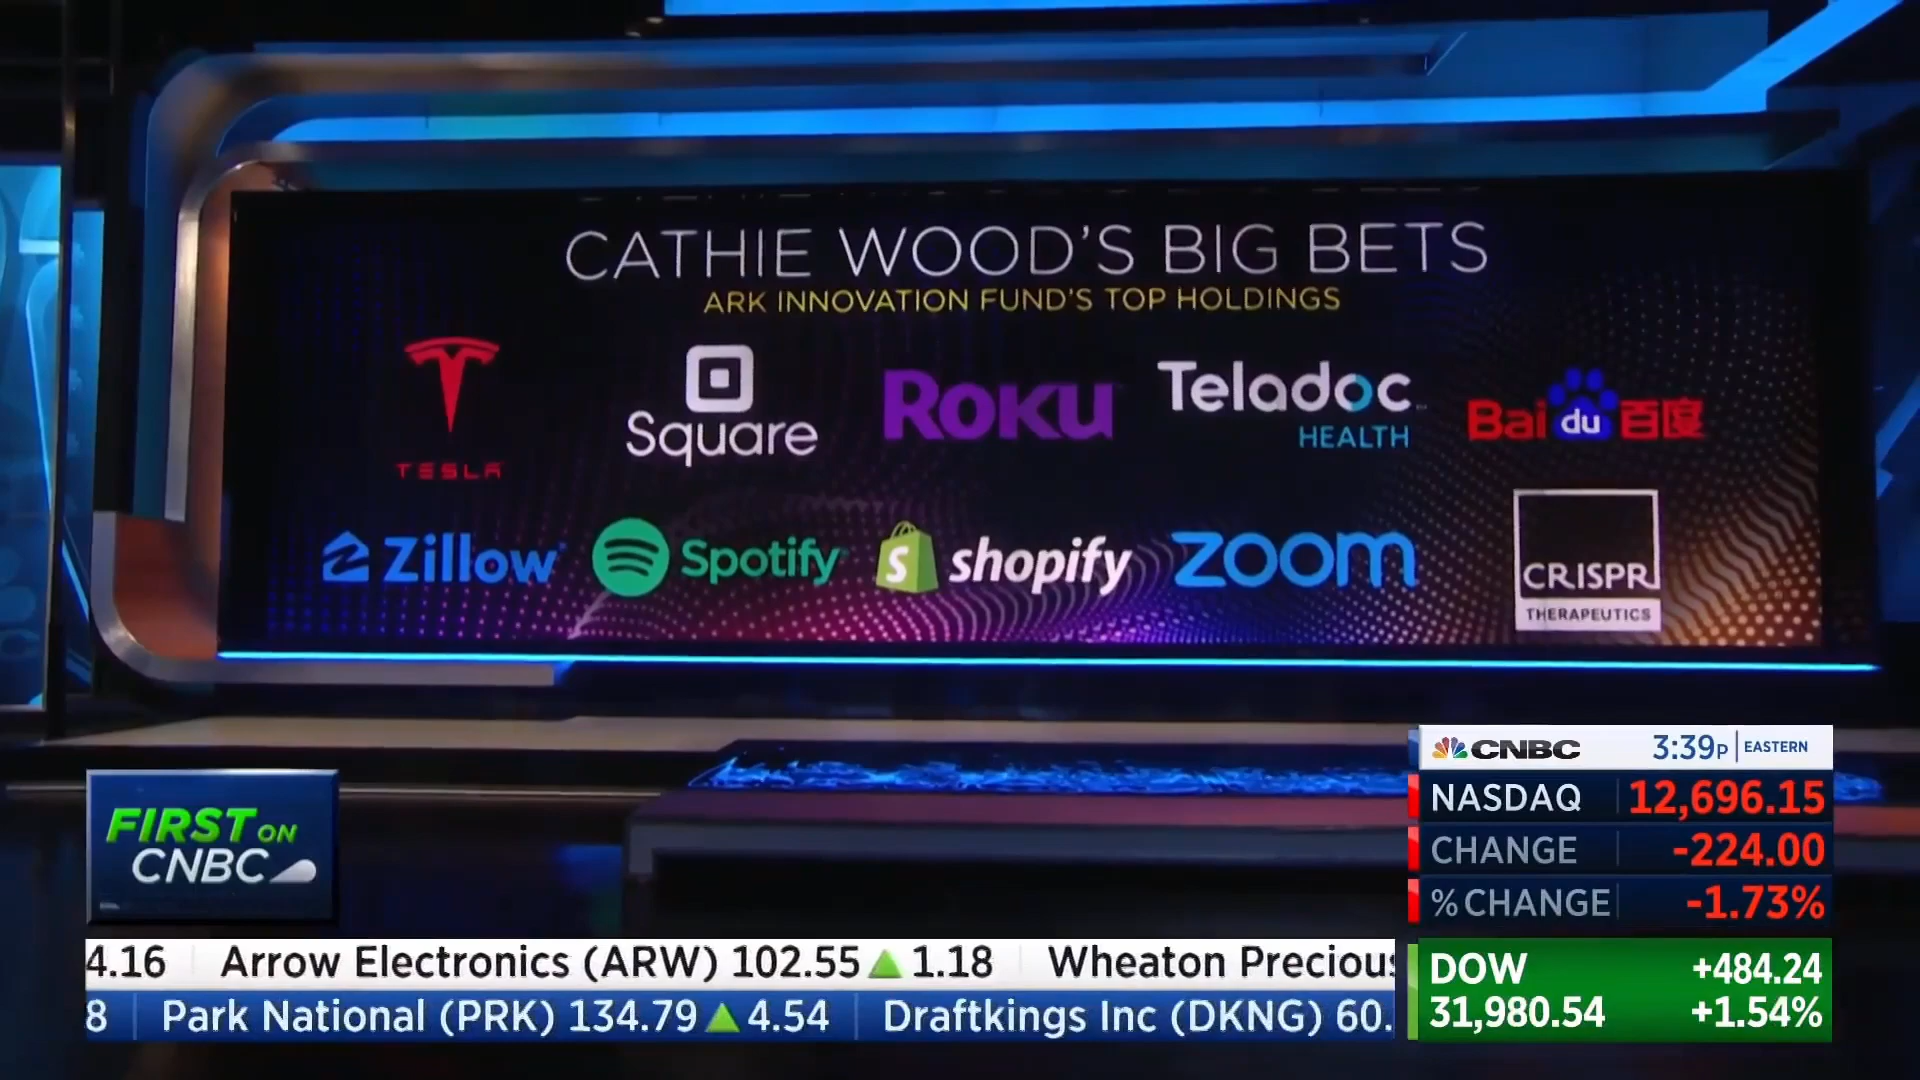 CATHIE WOOD'S BIG BETS
ARK INNOVATION FUND'S TOP HOLDINGS
TESLA
Square
ROKU
Teladoc
HEALTH
Bai du 百度
Zillow
Spotify
S shopify
zoom
CRISPR
THERAPEUTICS
CNBC 3:39P EASTERN
NASDAQ 12,696.15
CHANGE -224.00
% CHANGE -1.73%
FIRST ON
CNBC
4.16 Arrow Electronics (ARW) 102.55 ▲ 1.18 Wheaton Precious
8 Park National (PRK) 134.79 ▲ 4.54 Draftkings Inc (DKNG) 60.
DOW +484.24
31,980.54 +1.54%